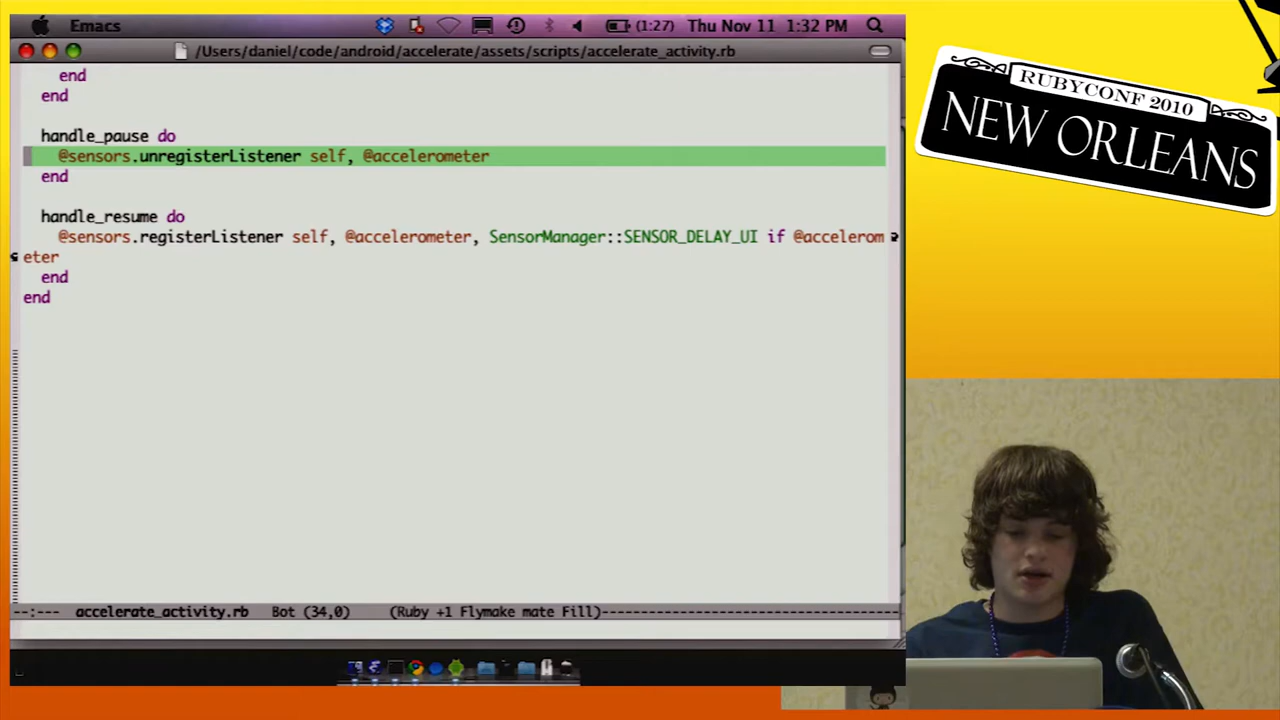 Emacs
(1:27) Thu Nov 11 1:32 PM
/Users/daniel/code/android/accelerate/assets/scripts/accelerate_activity.rb
end
end
handle_pause do
@sensors.unregisterListener self, @accelerometer
end
handle_resume do
@sensors.registerListener self, @accelerometer, SensorManager::SENSOR_DELAY_UI if @accelerom
eter
end
end
--:--- accelerate_activity.rb Bot (34,0) (Ruby +1 Flymake mate Fill)
RUBYCONF 2010
NEW ORLEANS